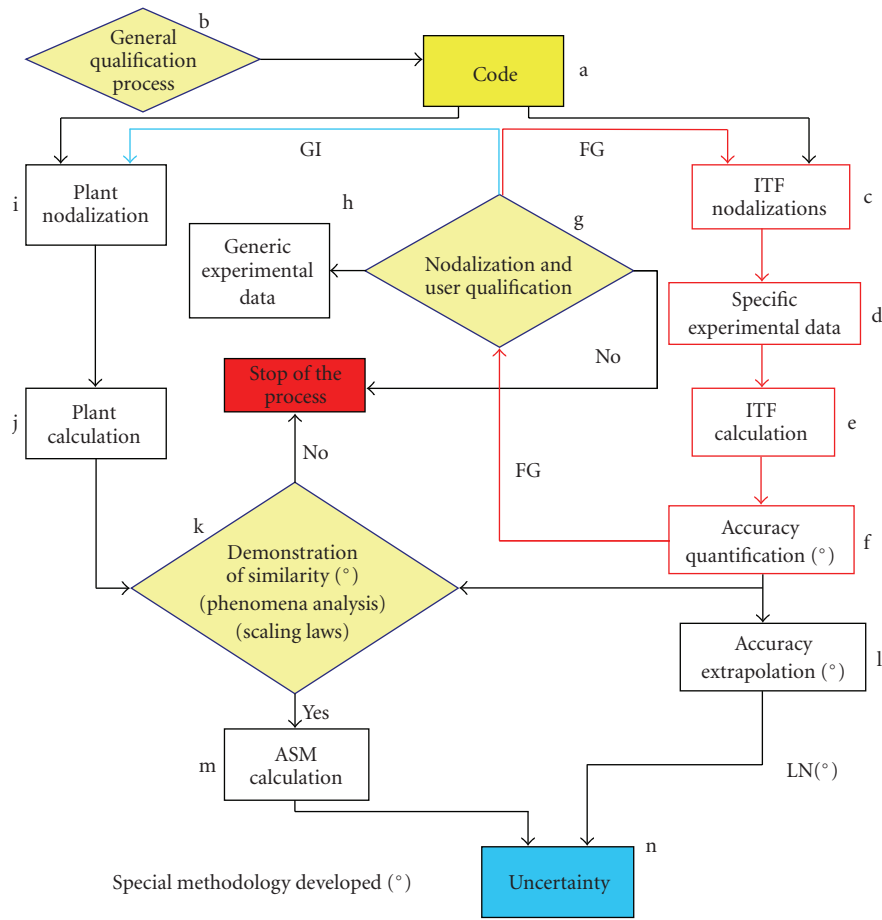 b
General
qualification
process
Code
a
GI
FG
i
Plant
nodalization
h
Generic
experimental
data
g
Nodalization and
user qualification
ITF
nodalizations
c
Specific
experimental data
d
No
Stop of the
process
j
Plant
calculation
ITF
calculation
e
No
FG
k
Demonstration
of similarity (°)
(phenomena analysis)
(scaling laws)
Accuracy
quantification (°)
f
Accuracy
extrapolation (°)
l
Yes
m
ASM
calculation
LN(°)
n
Uncertainty
Special methodology developed (°)